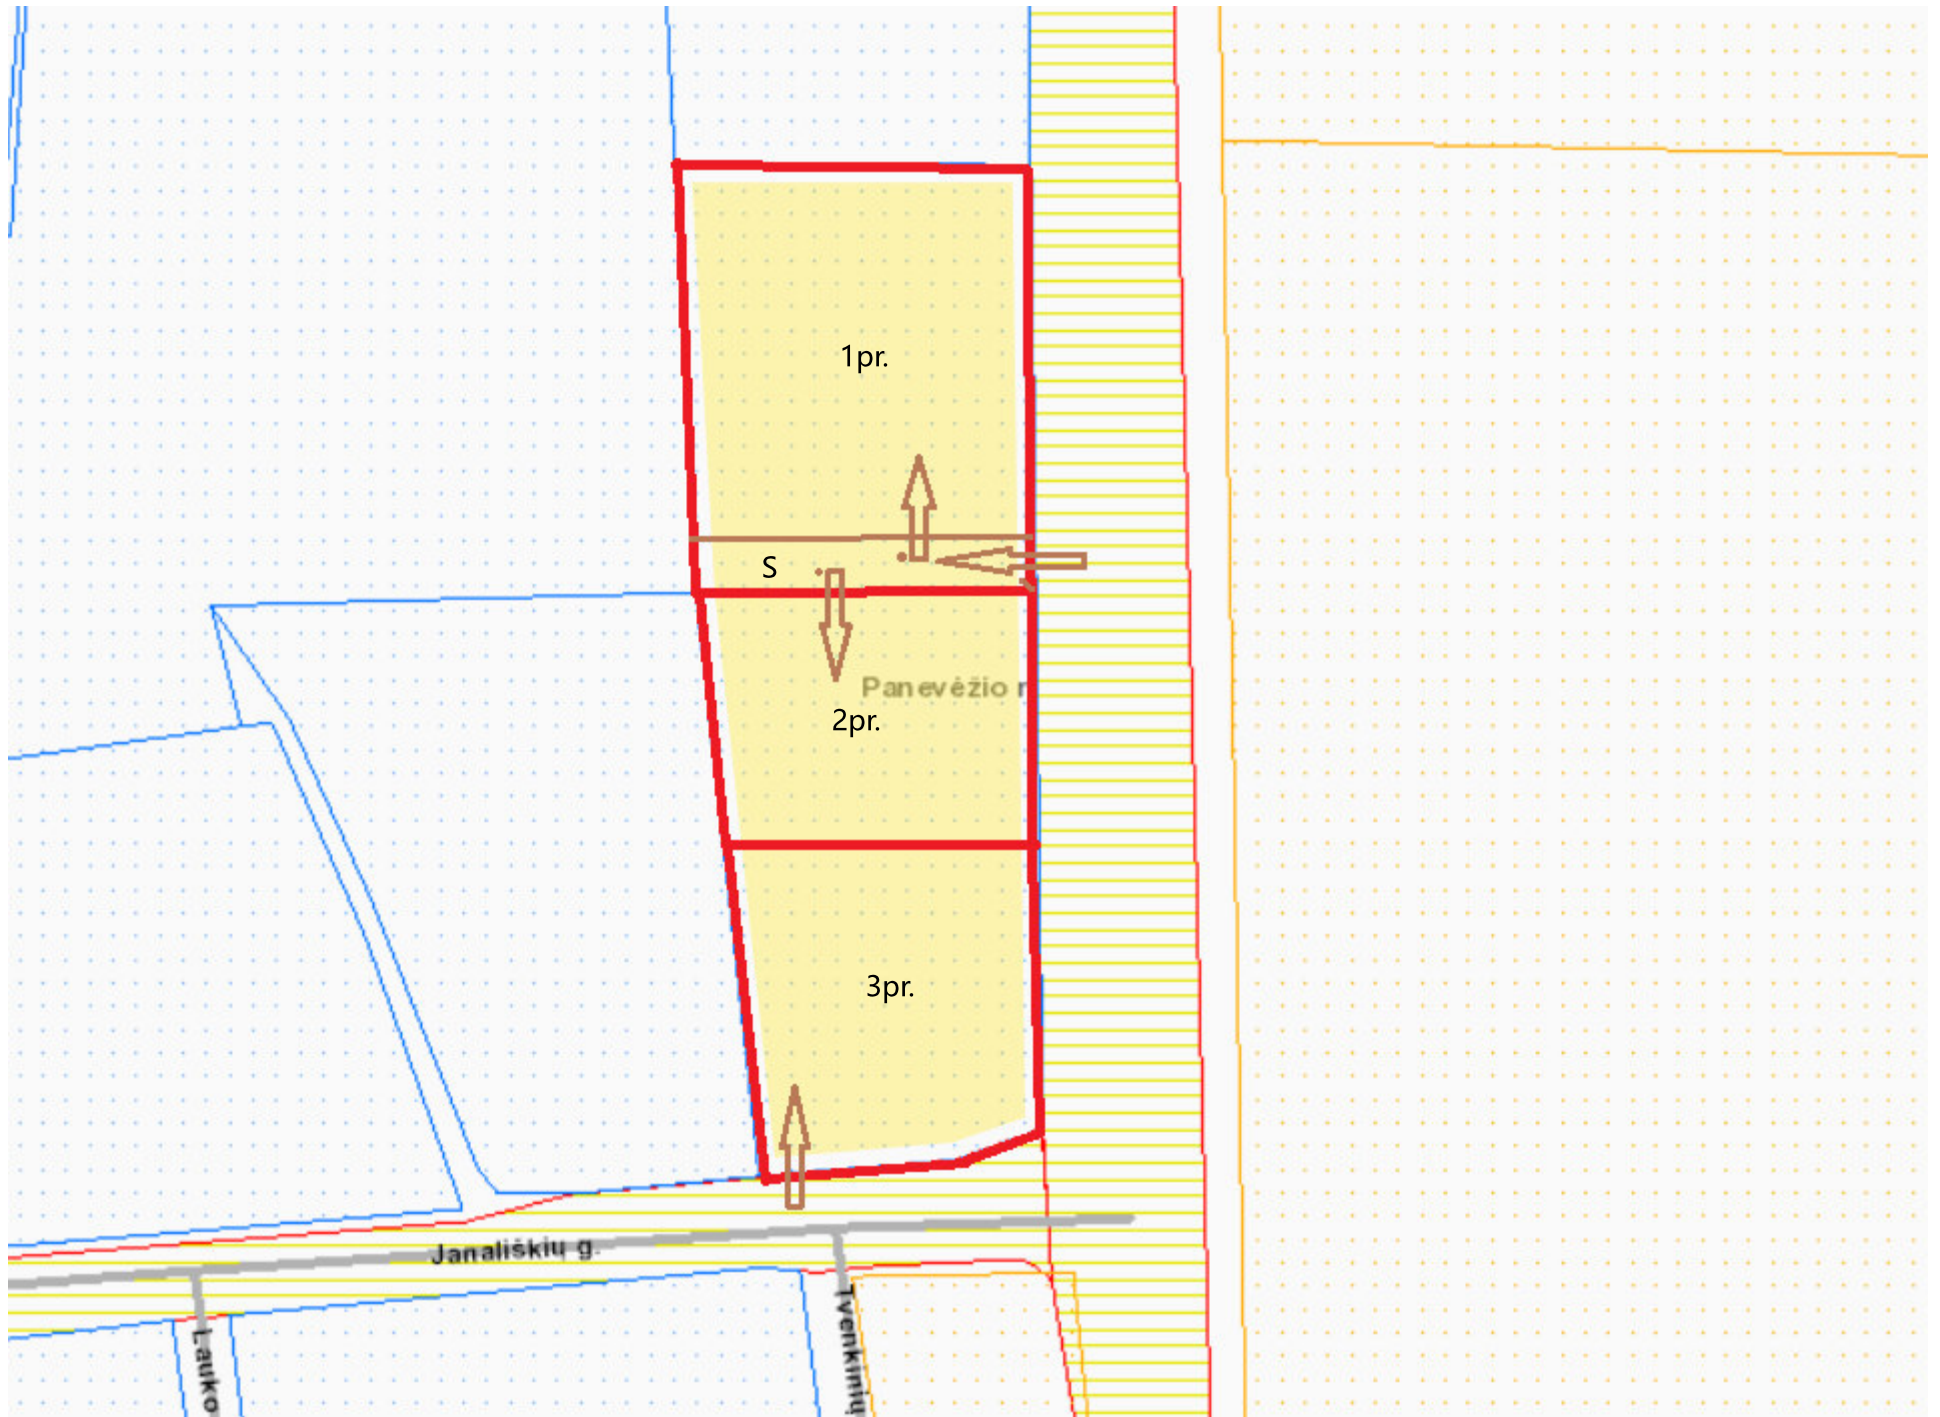 1pr.
S
Panevėžio r
2pr.
3pr.
Janališkių g.
Tvenkinių
Lauko